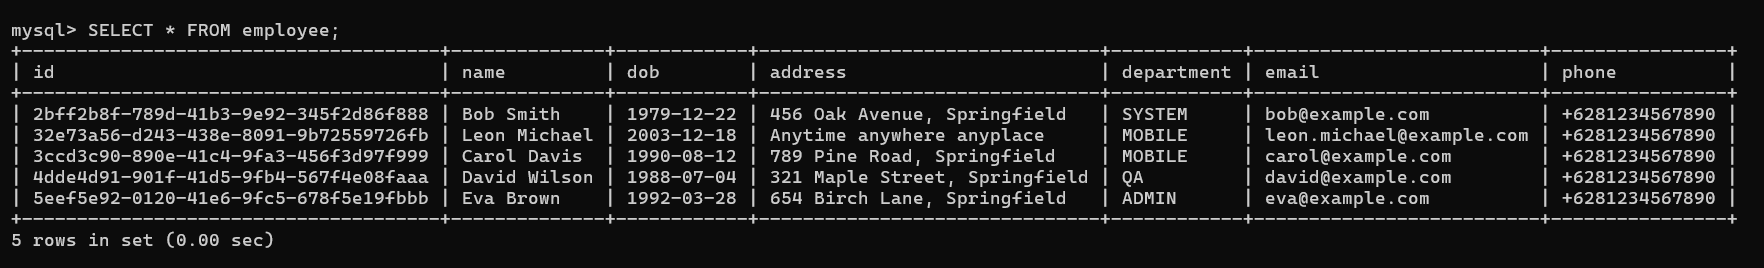 mysql> SELECT * FROM employee;
+--------------------------------------+--------------+------------+-------------------------------+------------+--------------------------+----------------+
| id                                   | name         | dob        | address                       | department | email                    | phone          |
+--------------------------------------+--------------+------------+-------------------------------+------------+--------------------------+----------------+
| 2bff2b8f-789d-41b3-9e92-345f2d86f888 | Bob Smith    | 1979-12-22 | 456 Oak Avenue, Springfield   | SYSTEM     | bob@example.com          | +6281234567890 |
| 32e73a56-d243-438e-8091-9b72559726fb | Leon Michael | 2003-12-18 | Anytime anywhere anyplace     | MOBILE     | leon.michael@example.com | +6281234567890 |
| 3ccd3c90-890e-41c4-9fa3-456f3d97f999 | Carol Davis  | 1990-08-12 | 789 Pine Road, Springfield    | MOBILE     | carol@example.com        | +6281234567890 |
| 4dde4d91-901f-41d5-9fb4-567f4e08faaa | David Wilson | 1988-07-04 | 321 Maple Street, Springfield | QA         | david@example.com        | +6281234567890 |
| 5eef5e92-0120-41e6-9fc5-678f5e19fbbb | Eva Brown    | 1992-03-28 | 654 Birch Lane, Springfield   | ADMIN      | eva@example.com          | +6281234567890 |
+--------------------------------------+--------------+------------+-------------------------------+------------+--------------------------+----------------+
5 rows in set (0.00 sec)